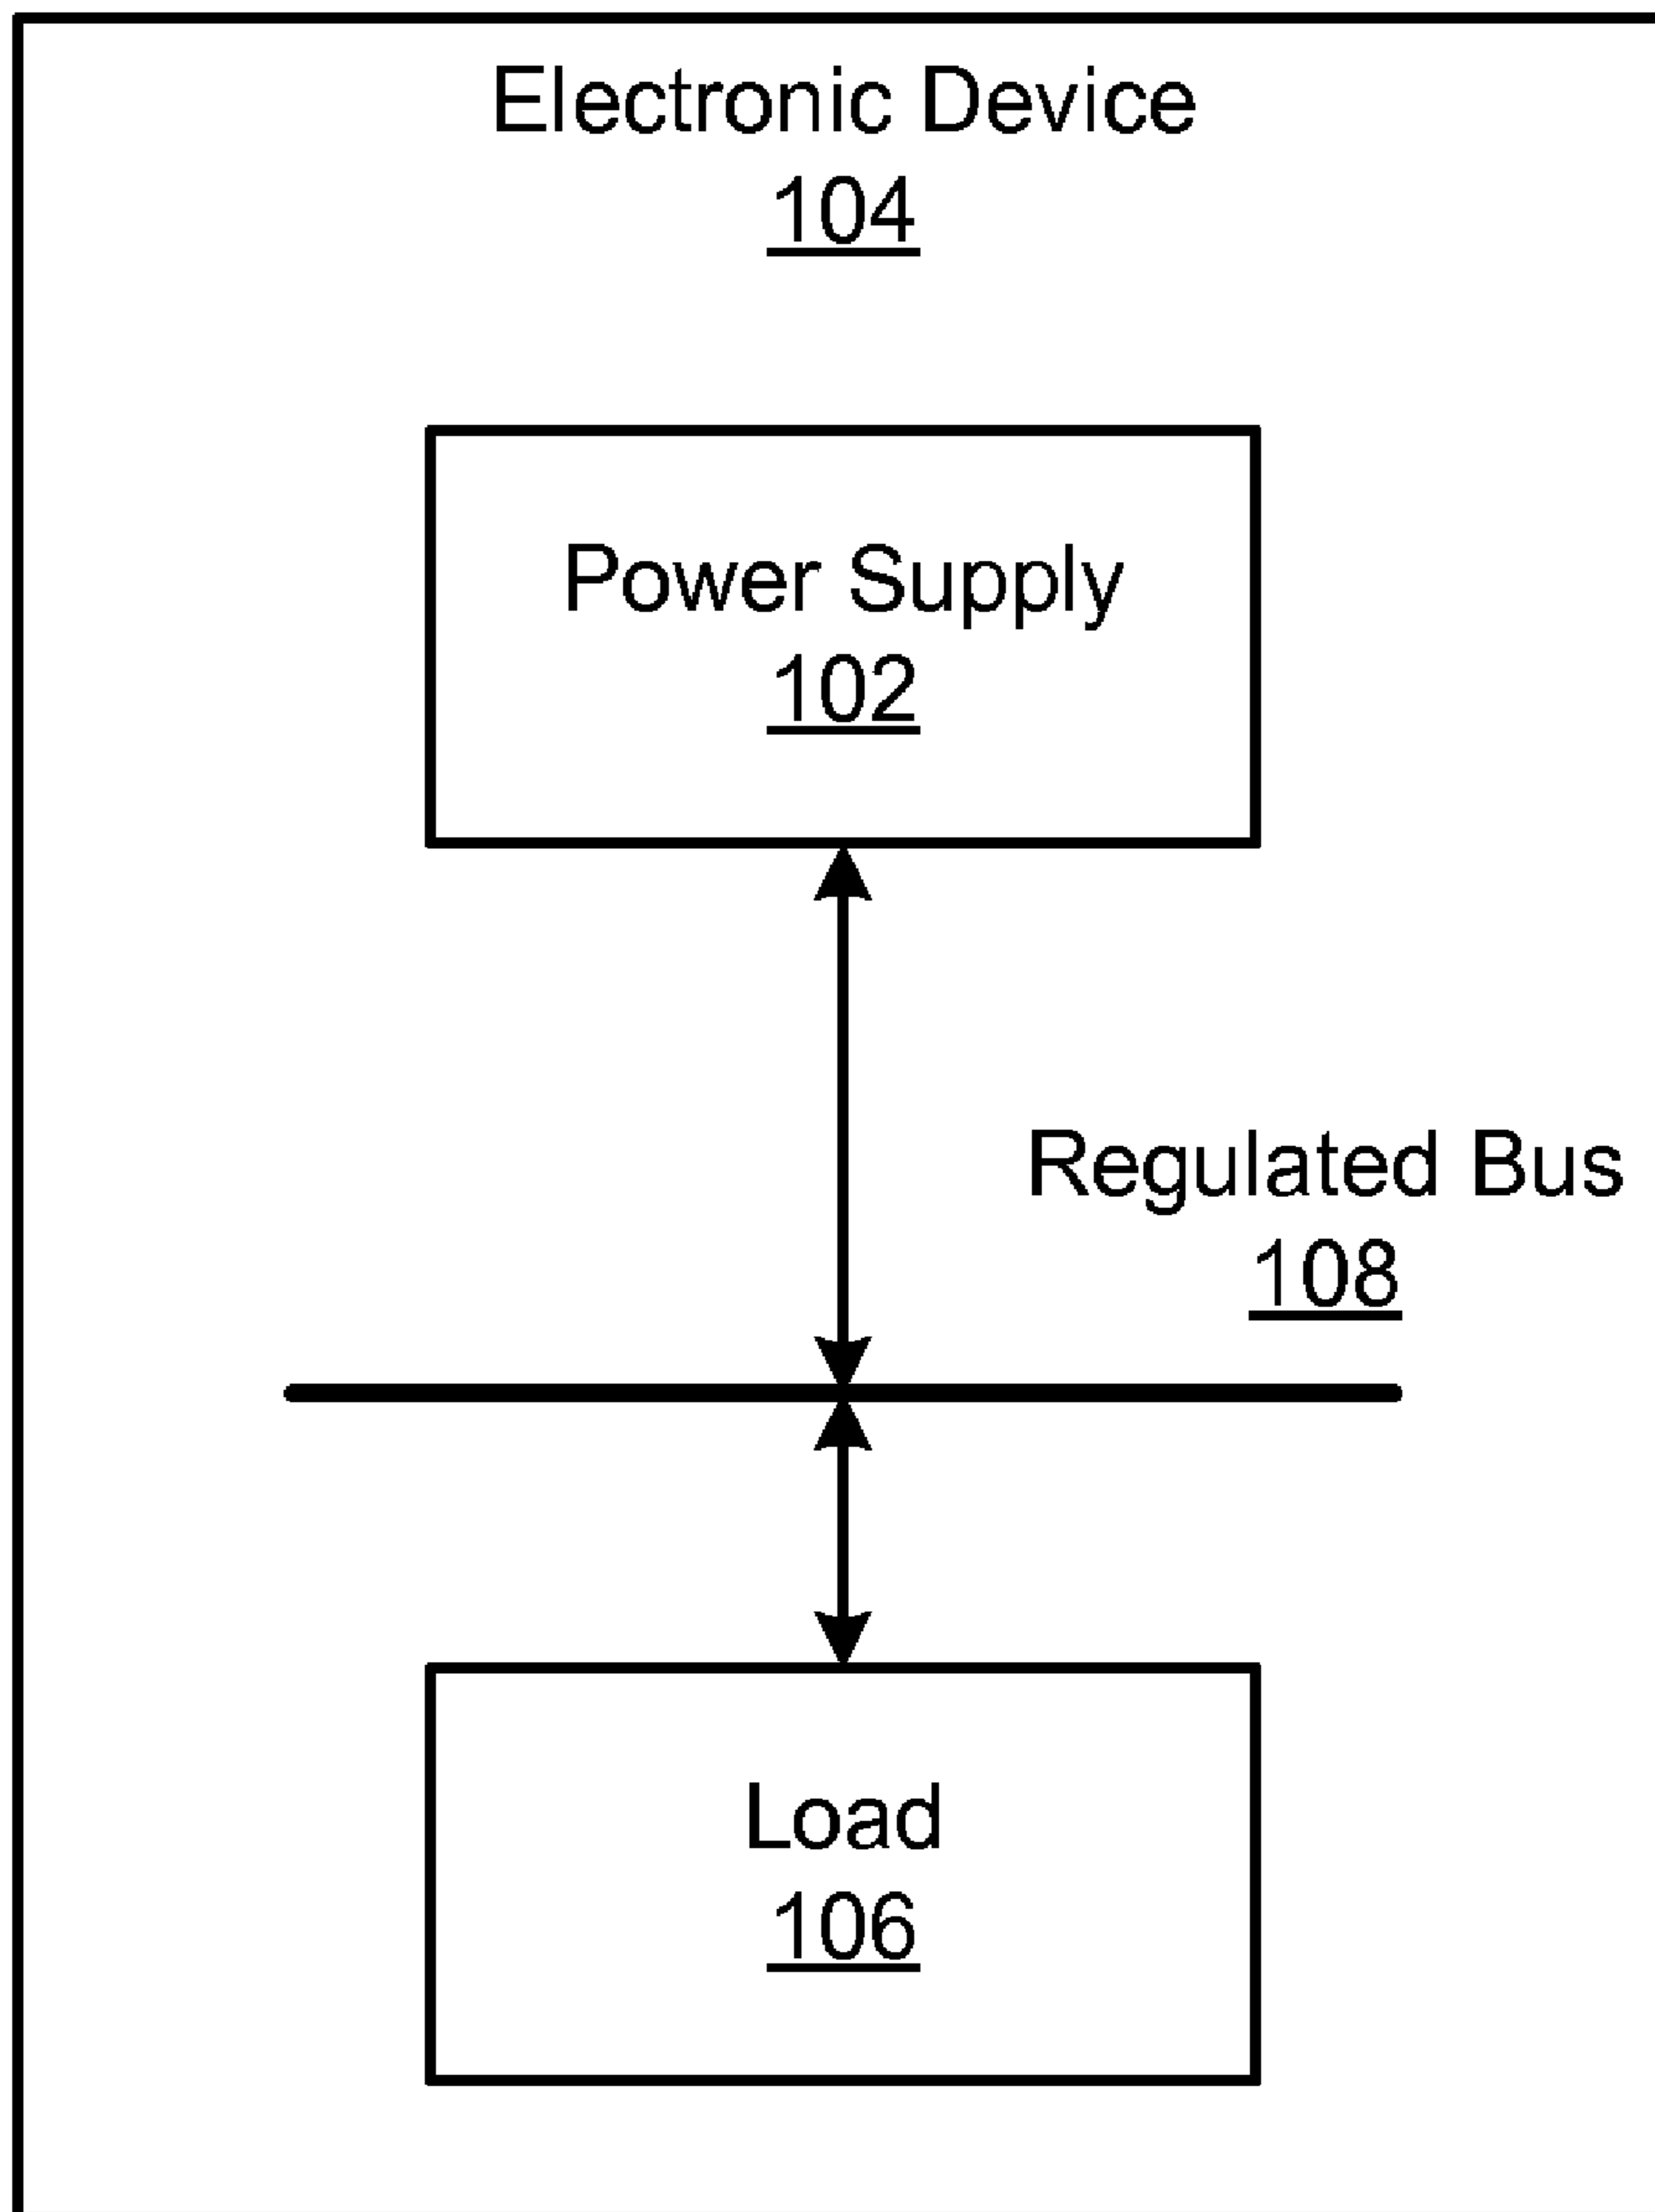 Electronic Device
104
Power Supply
102
Regulated Bus
108
Load
106